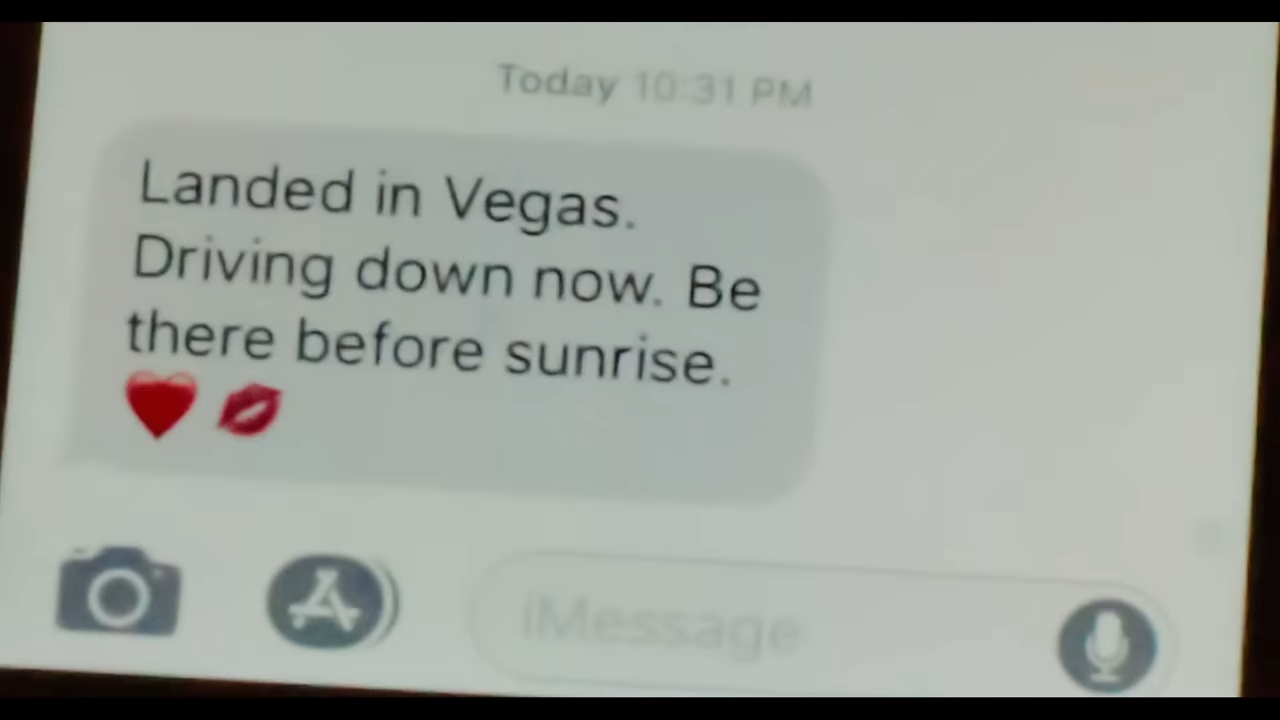 Today 10:31 PM
Landed in Vegas.
Driving down now. Be
there before sunrise.
❤️ 💋
iMessage